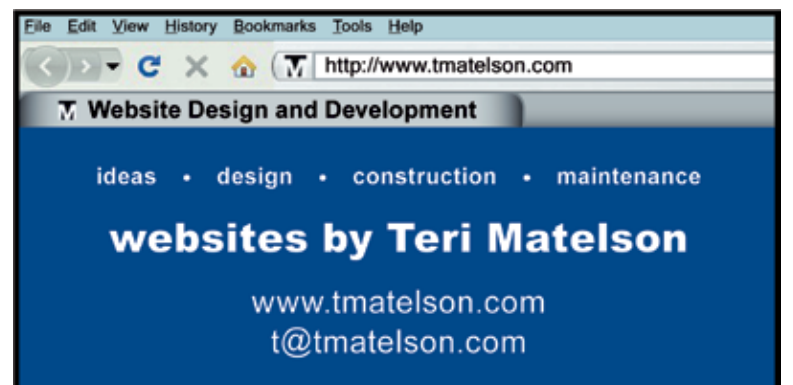 File Edit View History Bookmarks Tools Help
http://www.tmatelson.com
Website Design and Development
ideas • design • construction • maintenance
websites by Teri Matelson
www.tmatelson.com
t@tmatelson.com